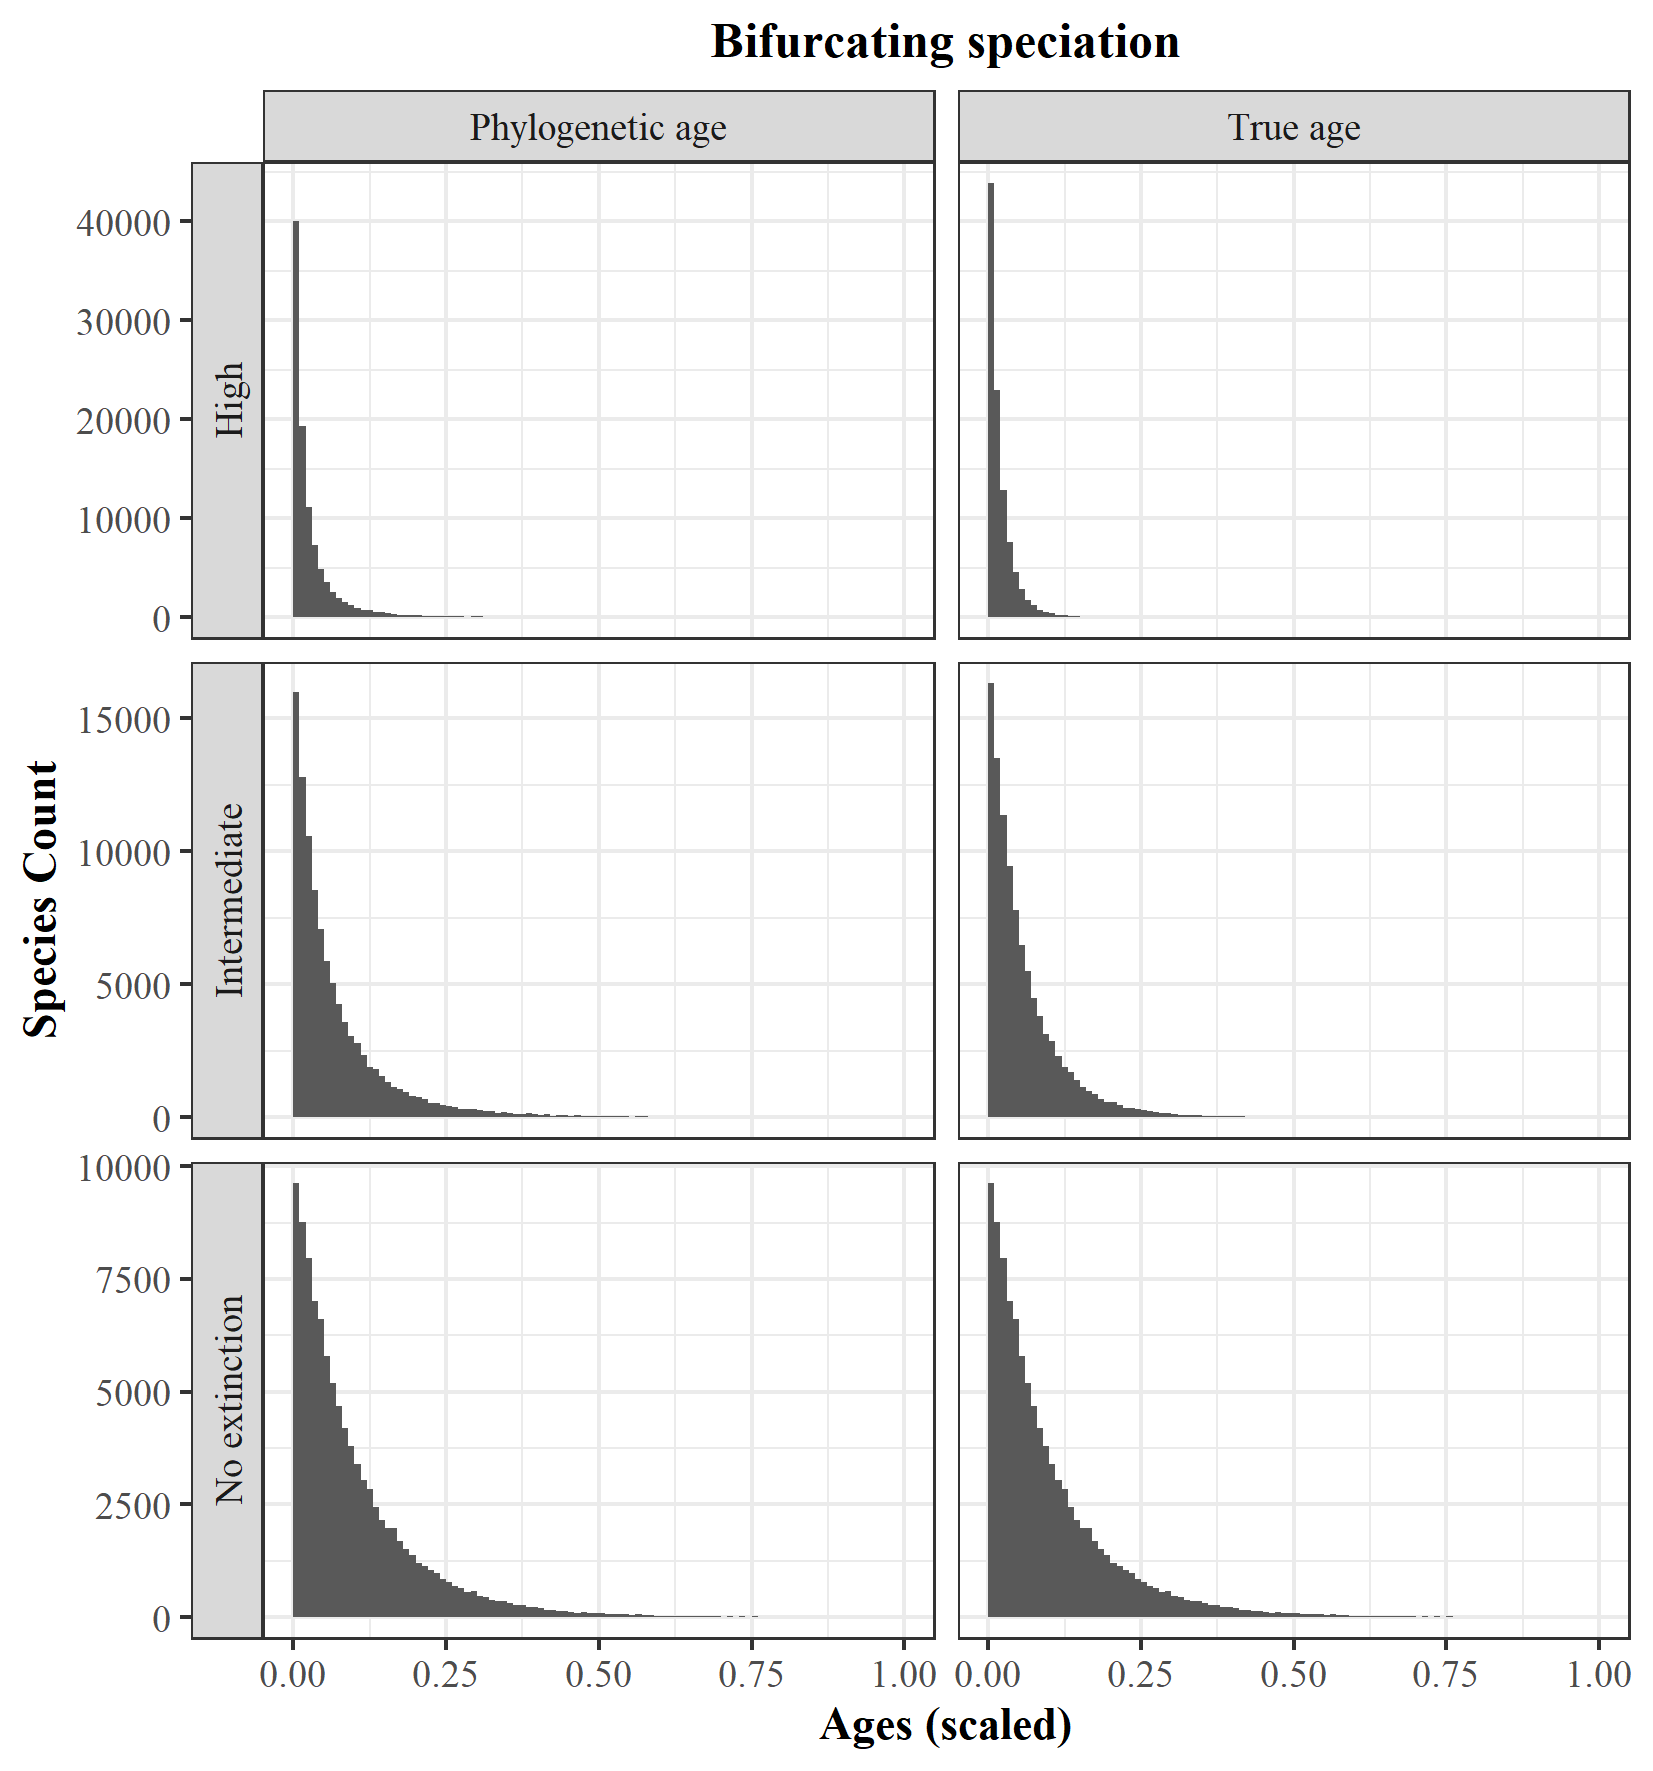 Bifurcating speciation
Phylogenetic age
True age
High
40000
30000
20000
10000
0
Intermediate
15000
10000
5000
0
No extinction
10000
7500
5000
2500
0
Species Count
0.00 0.25 0.50 0.75 1.00
0.00 0.25 0.50 0.75 1.00
Ages (scaled)